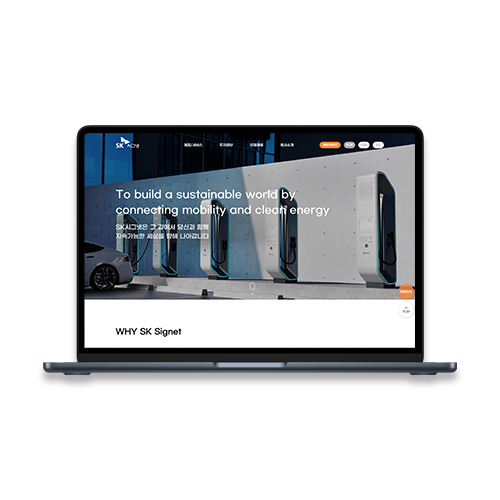 SK 시그넷
제품/서비스 투자정보 인재채용 회사소개
To build a sustainable world by
connecting mobility and clean energy
SK시그넷은 그 길에서 당신과 함께
지속가능한 세상을 향해 나아갑니다
TOP
WHY SK Signet